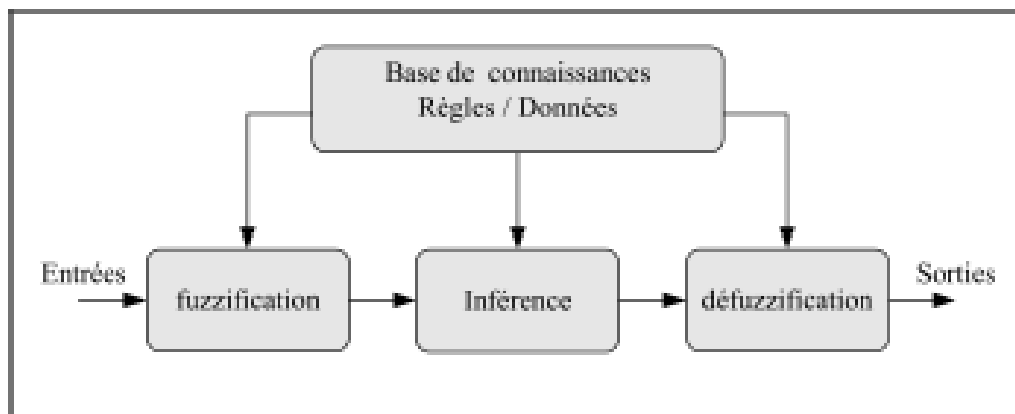 Base de connaissances
Règles / Données
Entrées
fuzzification
Inférence
défuzzification
Sorties